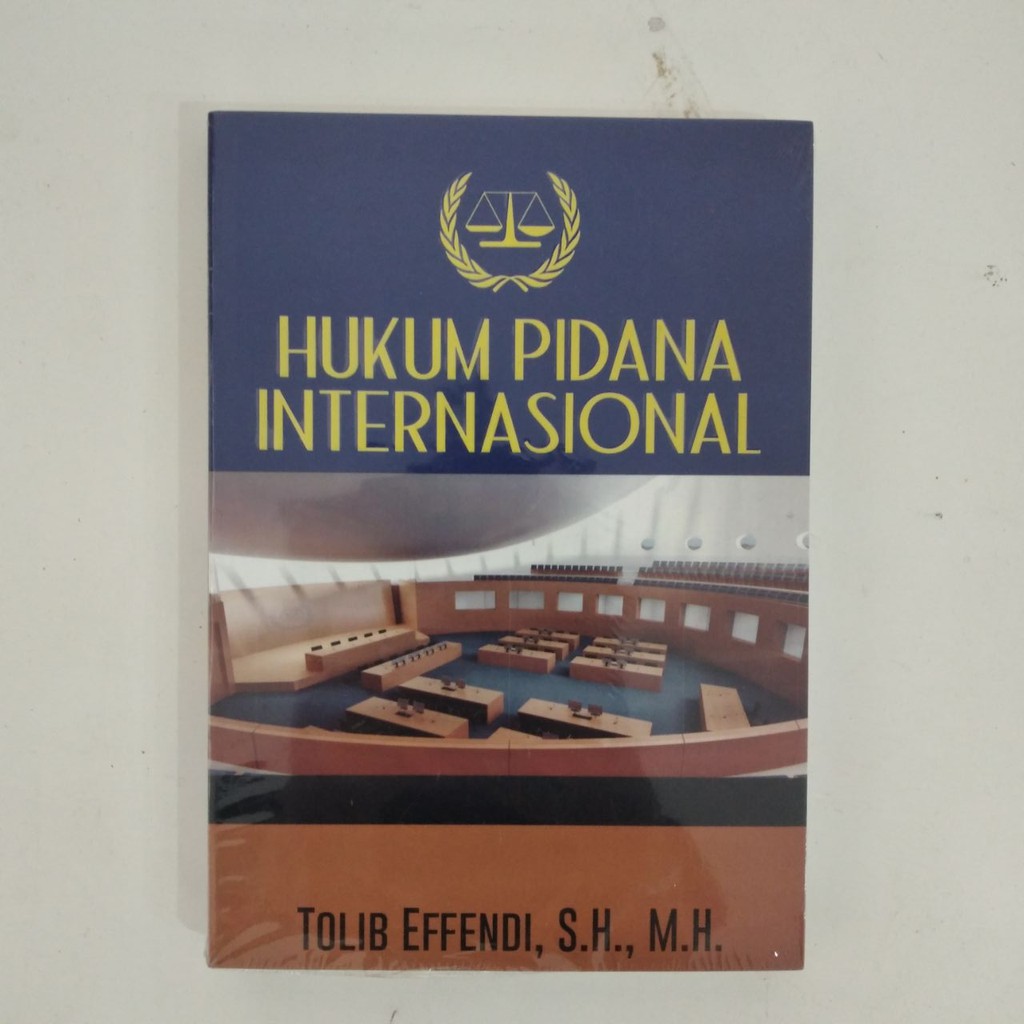 HUKUM PIDANA
INTERNASIONAL
TOLIB EFFENDI, S.H., M.H.